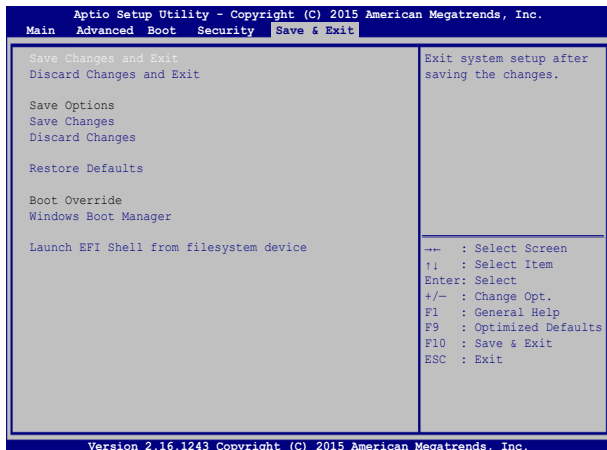 Aptio Setup Utility - Copyright (C) 2015 American Megatrends, Inc.
Main Advanced Boot Security Save & Exit
Save Changes and Exit
Discard Changes and Exit
Save Options
Save Changes
Discard Changes
Restore Defaults
Boot Override
Windows Boot Manager
Launch EFI Shell from filesystem device
Exit system setup after
saving the changes.
→← : Select Screen
↑↓ : Select Item
Enter: Select
+/— : Change Opt.
F1 : General Help
F9 : Optimized Defaults
F10 : Save & Exit
ESC : Exit
Version 2.16.1243 Copyright (C) 2015 American Megatrends, Inc.